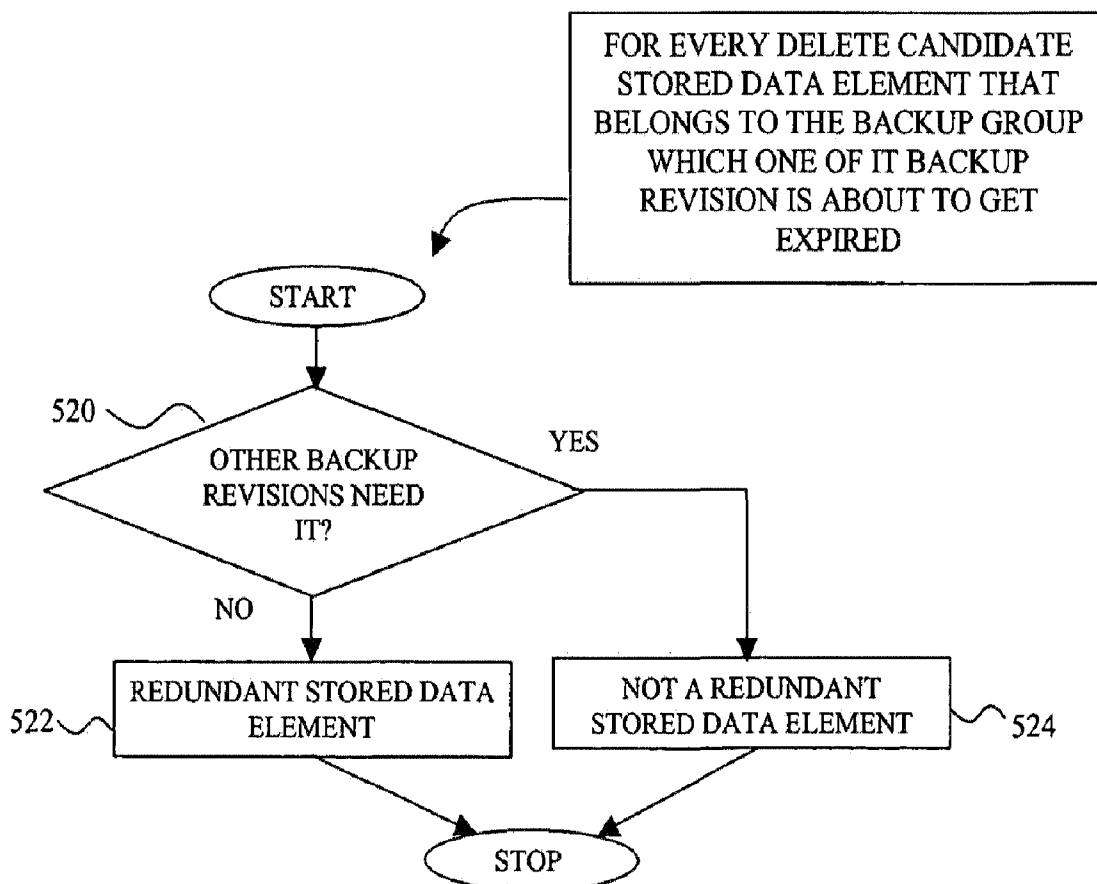 FOR EVERY DELETE CANDIDATE
STORED DATA ELEMENT THAT
BELONGS TO THE BACKUP GROUP
WHICH ONE OF IT BACKUP
REVISION IS ABOUT TO GET
EXPIRED
START
520
YES
OTHER BACKUP
REVISIONS NEED
IT?
NO
REDUNDANT STORED DATA
ELEMENT
522
NOT A REDUNDANT
STORED DATA ELEMENT
524
STOP